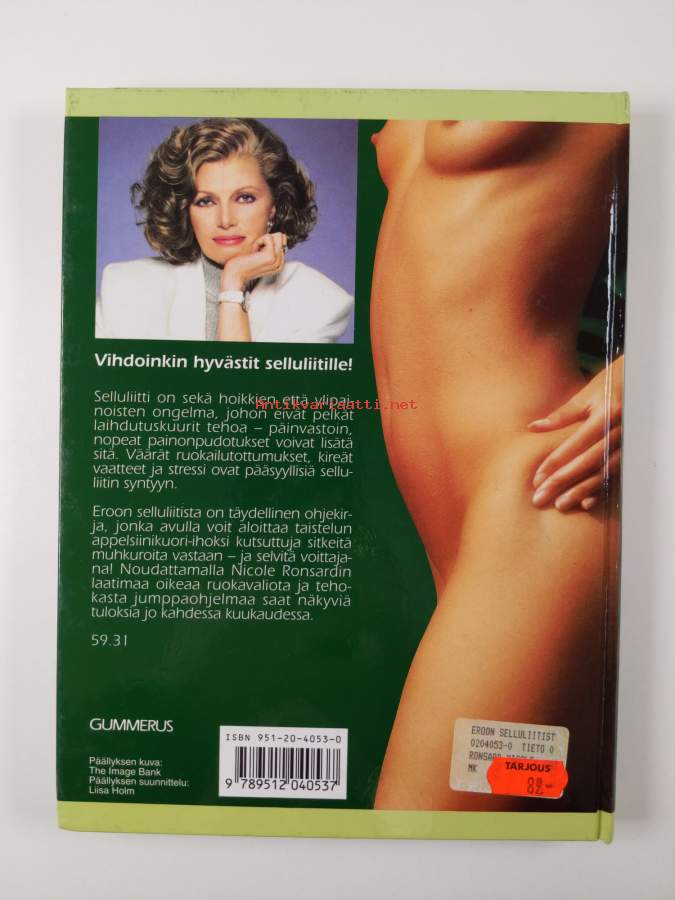 Vihdoinkin hyvästit selluliitille!
Selluliitti on sekä hoikkien että ylipai-
noisten ongelma, johon eivät pelkät
laihdutuskuurit tehoa – päinvastoin,
nopeat painonpudotukset voivat lisätä
sitä. Väärät ruokailutottumukset, kireät
vaatteet ja stressi ovat pääsyyllisiä sellu-
liitin syntyyn.
Eroon selluliitista on täydellinen ohjekir-
ja, jonka avulla voit aloittaa taistelun
appelsiinikuori-ihoksi kutsuttuja sitkeitä
muhkuroita vastaan – ja selvitä voittaja-
na! Noudattamalla Nicole Ronsardin
laatimaa oikeaa ruokavaliota ja teho-
kasta jumppaohjelmaa saat näkyviä
tuloksia jo kahdessa kuukaudessa.
59.31
GUMMERUS
Päällyksen kuva:
The Image Bank
Päällyksen suunnittelu:
Liisa Holm
ISBN 951-20-4053-0
9 789512 040537
EROON SELLULIITIST
0204053-0 TIETO 0
MK
TARJOUS
82,-
Antikvariaatti.net